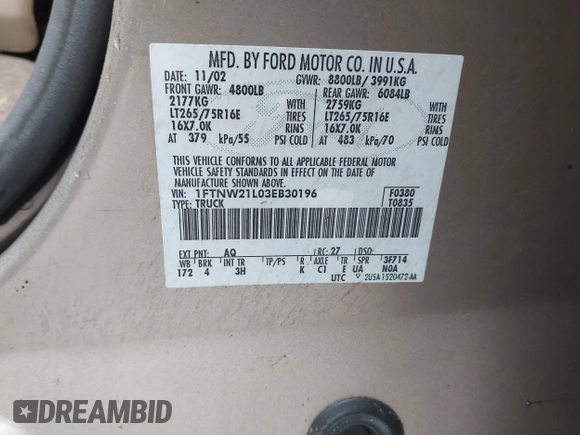 MFD. BY FORD MOTOR CO. IN U.S.A.
DATE: 11/02 GVWR: 8800LB/ 3991KG
FRONT GAWR: 4800LB REAR GAWR: 6084LB
2177KG WITH 2759KG WITH
LT265/75R16E TIRES LT265/75R16E TIRES
16X7.0K RINS 16X7.0K RINS
AT 379 kPa/55 PSI COLD AT 483 kPa/70 PSI COLD
THIS VEHICLE CONFORMS TO ALL APPLICABLE FEDERAL MOTOR
VEHICLE SAFETY STANDARDS IN EFFECT ON THE DATE OF
MANUFACTURE SHOWN ABOVE.
VIN: 1FTNW21L03EB30196 F0380
TYPE: TRUCK T0835
EXT PNT: AQ RC: 27 DSO:
WB BRK INT TR TP/PS R AXLE TR SPR 3F714
172 4 3H K C1 E UA N0A
UTC 2U5A-1520472-AA
DREAMBID